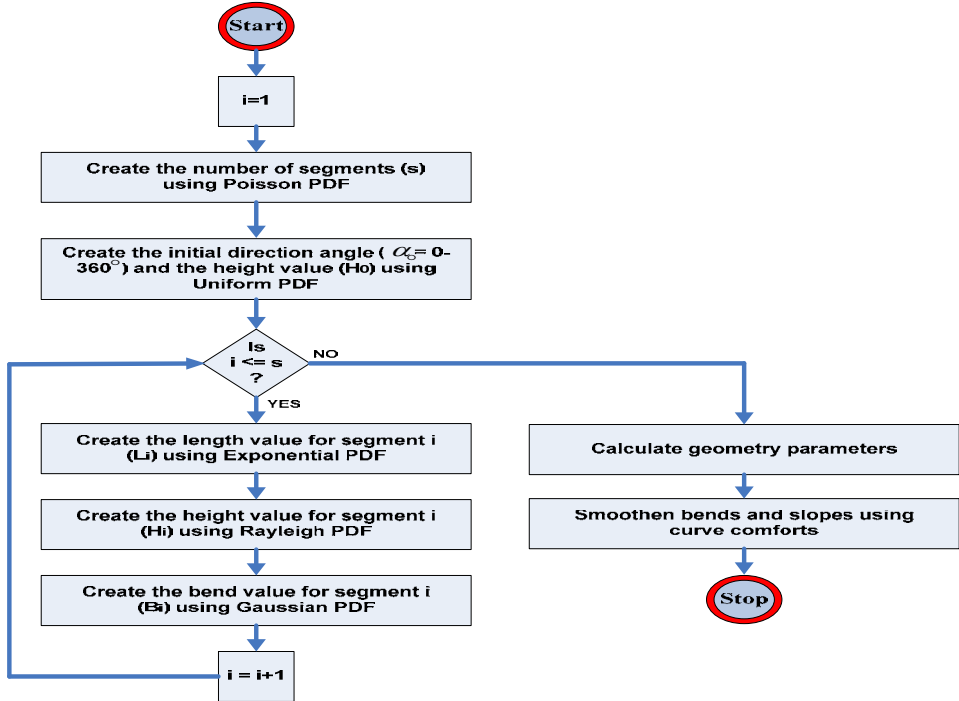 Start
i=1
Create the number of segments (s)
using Poisson PDF
Create the initial direction angle ( α₀= 0-
360°) and the height value (Ho) using
Uniform PDF
Is
i <= s
?
NO
YES
Create the length value for segment i
(Li) using Exponential PDF
Create the height value for segment i
(Hi) using Rayleigh PDF
Create the bend value for segment i
(Bi) using Gaussian PDF
i = i+1
Calculate geometry parameters
Smoothen bends and slopes using
curve comforts
Stop